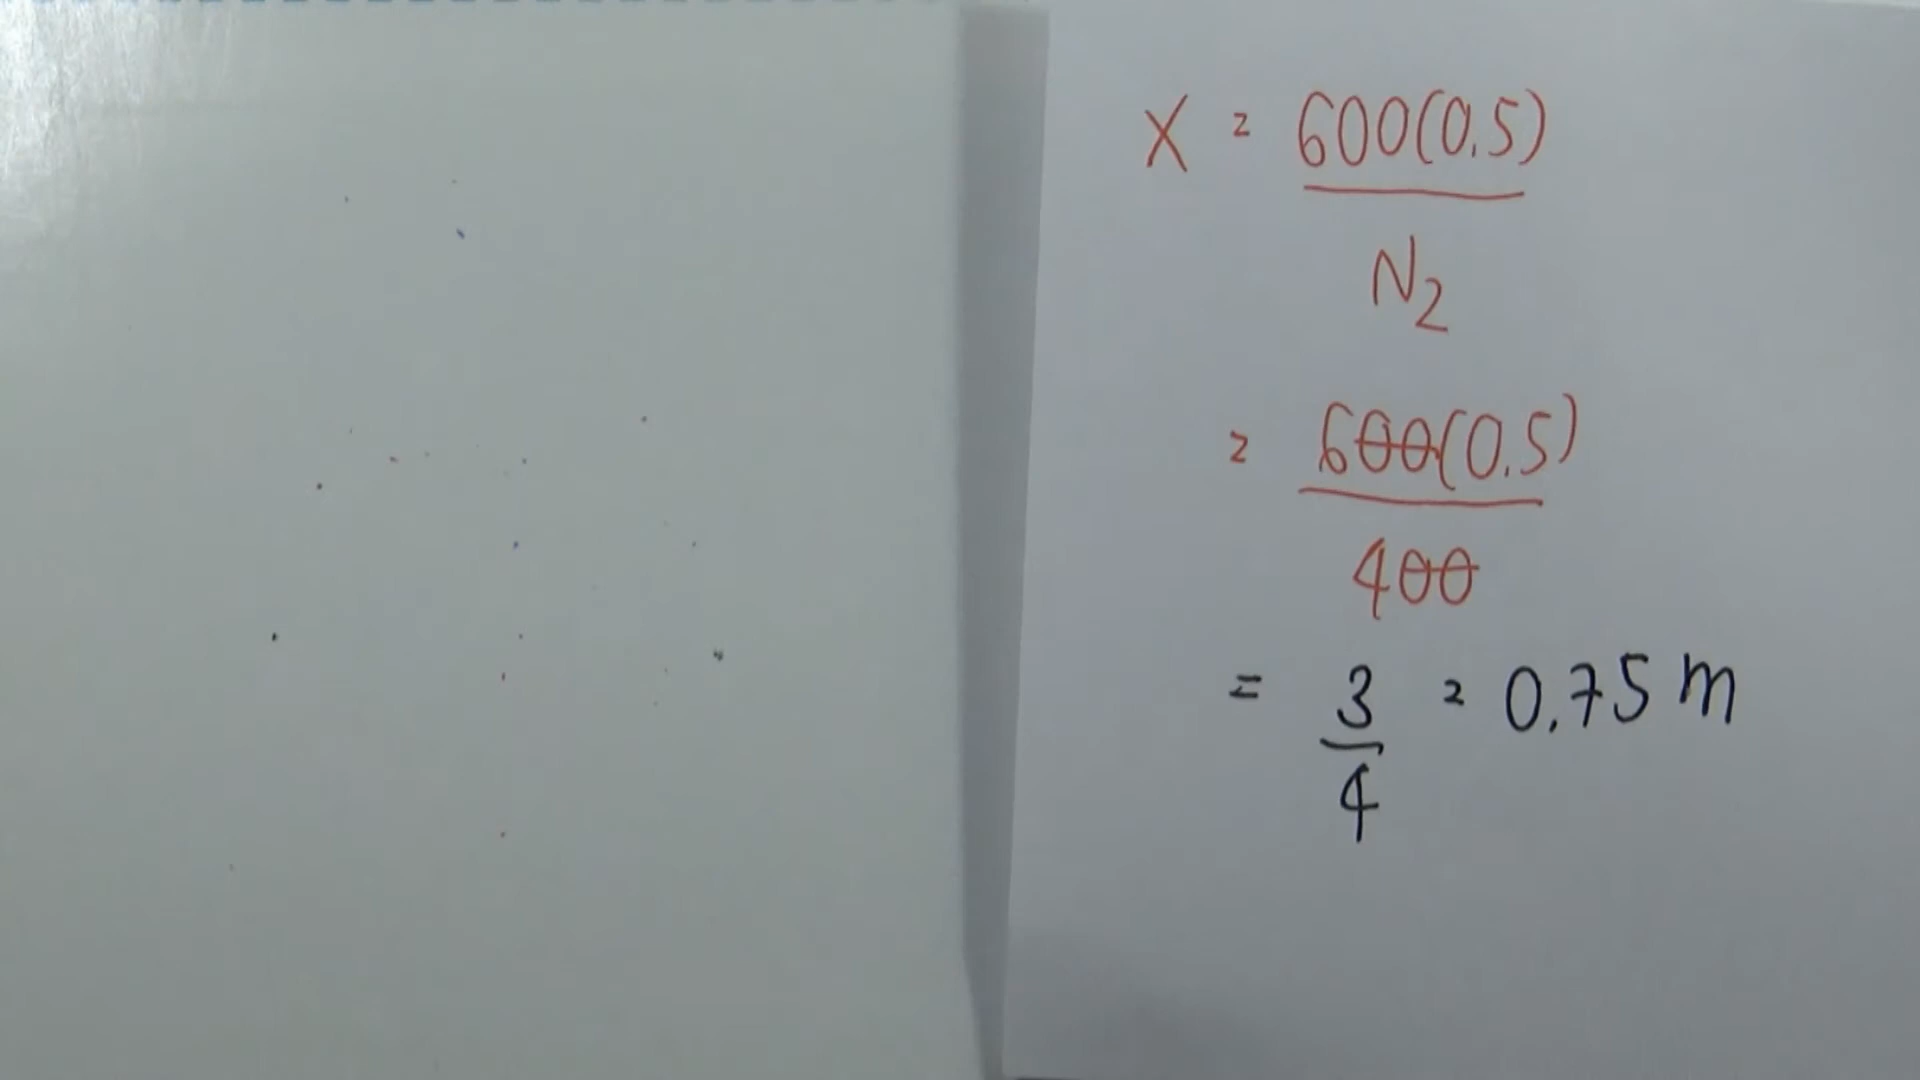 X = 600(0.5)
N₂
= 600(0.5)
400
= 3 = 0.75 m
4